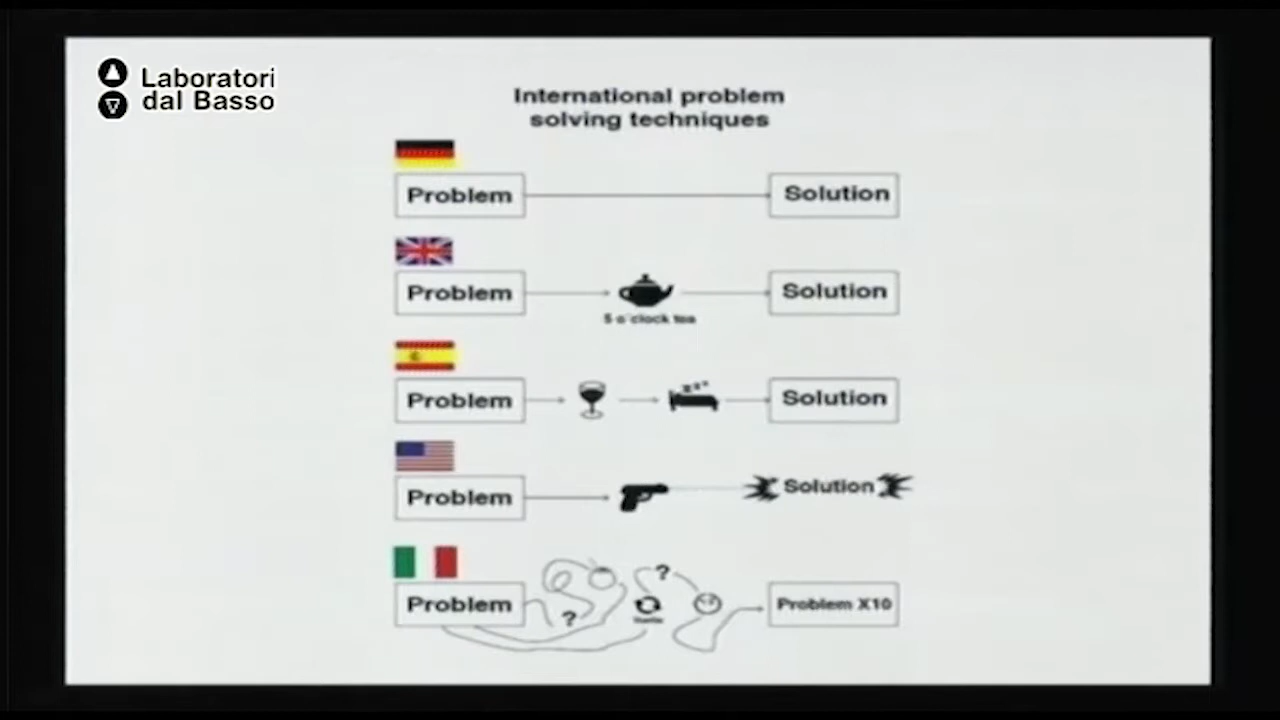 Laboratori
dal Basso
International problem
solving techniques
Problem
Solution
Problem
5 o'clock tea
Solution
Problem
zzz
Solution
Problem
Solution
?
Problem
?
Problem X10